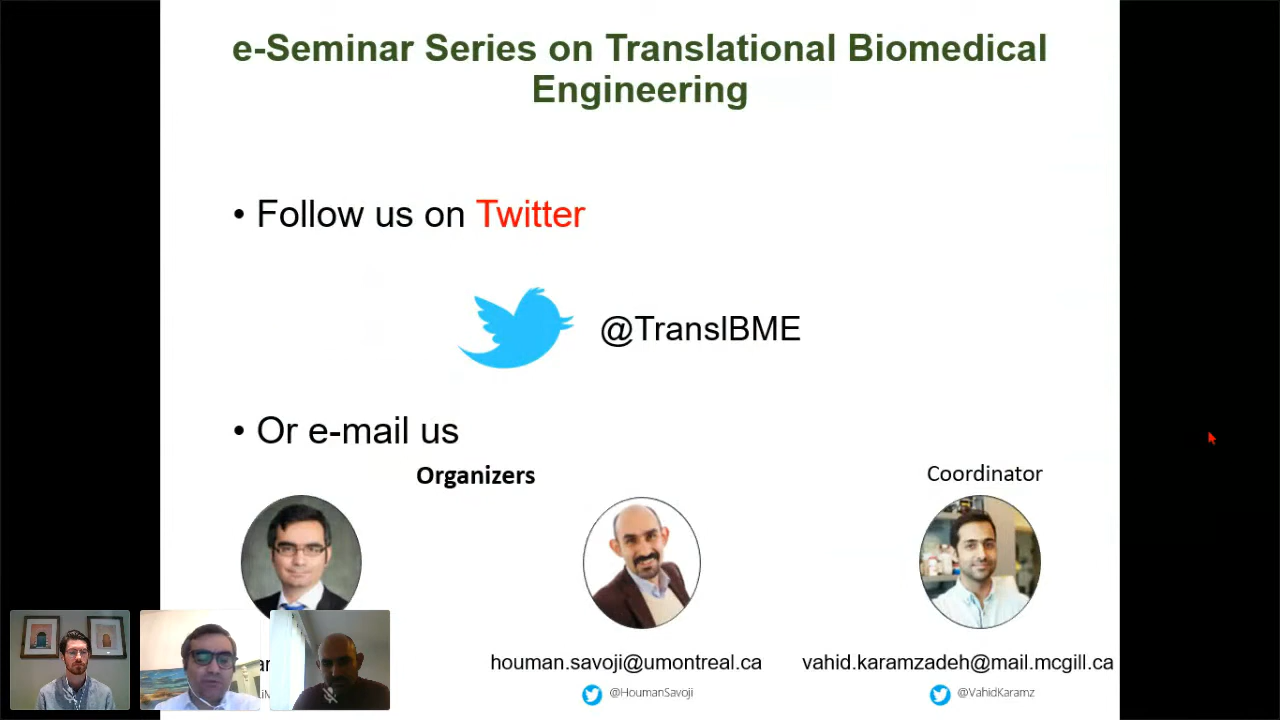 e-Seminar Series on Translational Biomedical
Engineering
• Follow us on Twitter
@TranslBME
• Or e-mail us
Organizers
Coordinator
houman.savoji@umontreal.ca
vahid.karamzadeh@mail.mcgill.ca
@HoumanSavoji
@VahidKaramz